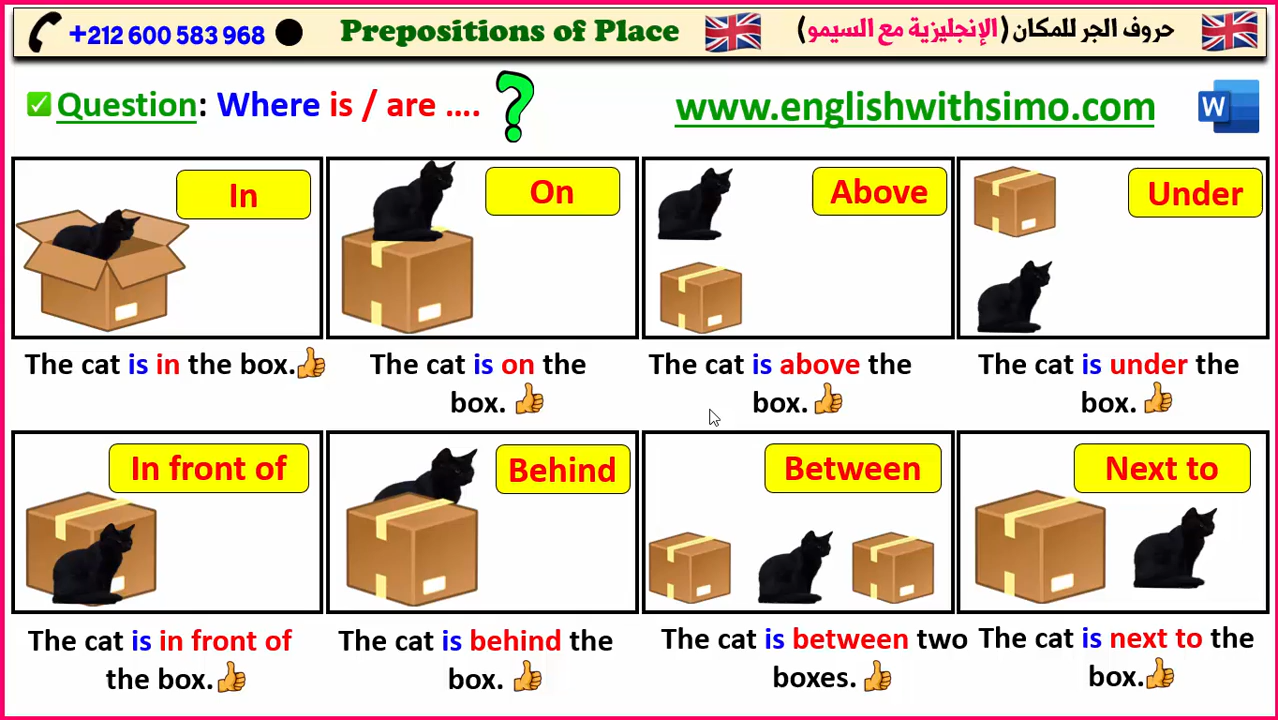 +212 600 583 968 Prepositions of Place حروف الجر للمكان (الإنجليزية مع السيمو)
Question: Where is / are .... ?
www.englishwithsimo.com
W
In
On
Above
Under
The cat is in the box.
The cat is on the
box.
The cat is above the
box.
The cat is under the
box.
In front of
Behind
Between
Next to
The cat is in front of
the box.
The cat is behind the
box.
The cat is between two
boxes.
The cat is next to the
box.